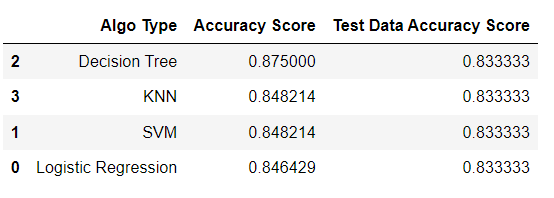 Algo Type Accuracy Score Test Data Accuracy Score
2 Decision Tree 0.875000 0.833333
3 KNN 0.848214 0.833333
1 SVM 0.848214 0.833333
0 Logistic Regression 0.846429 0.833333